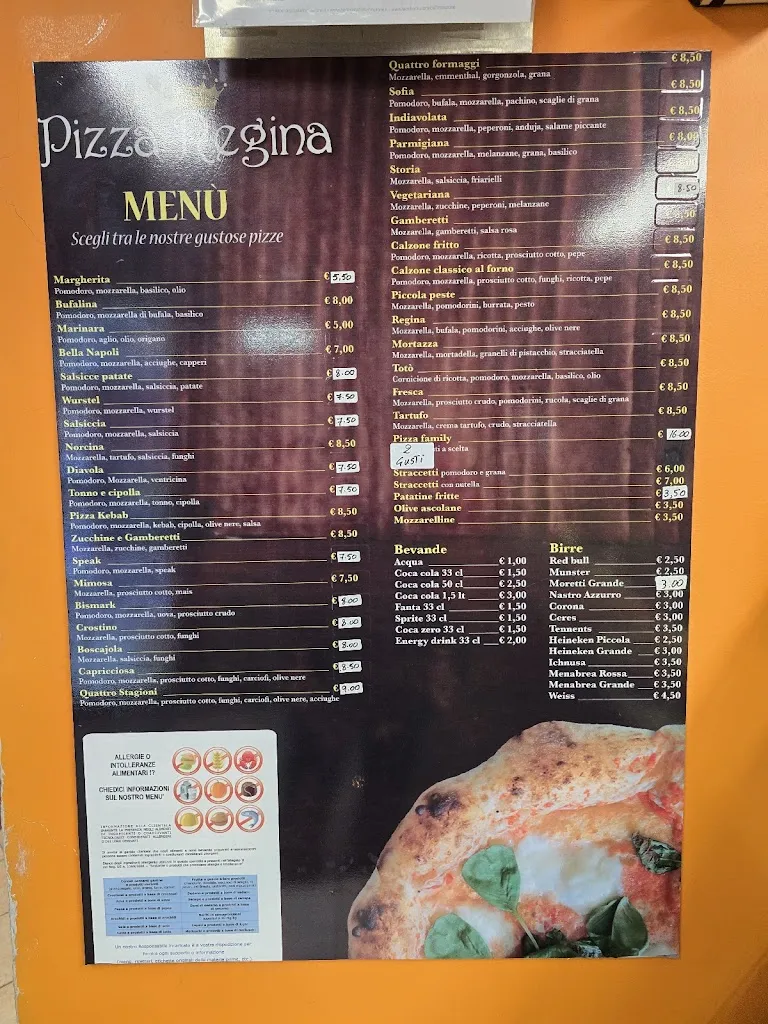 Pizza Regina
MENÙ
Scegli tra le nostre gustose pizze
Margherita € 5.50
Pomodoro, mozzarella, basilico, olio
Bufalina € 8,00
Pomodoro, mozzarella di bufala, basilico
Marinara € 5,00
Pomodoro, aglio, olio, origano
Bella Napoli € 7,00
Pomodoro, mozzarella, acciughe, capperi
Salsicce patate € 8.00
Pomodoro, mozzarella, salsiccia, patate
Wurstel € 7.50
Pomodoro, mozzarella, wurstel
Salsiccia € 7.50
Pomodoro, mozzarella, salsiccia
Norcina € 8,50
Mozzarella, tartufo, salsiccia, funghi
Diavola € 7.50
Pomodoro, Mozzarella, ventricina
Tonno e cipolla € 7.50
Pomodoro, mozzarella, tonno, cipolla
Pizza Kebab € 8,50
Pomodoro, mozzarella, kebab, cipolla, olive nere, salsa
Zucchine e Gamberetti € 8,50
Mozzarella, zucchine, gamberetti
Speak € 7.50
Pomodoro, mozzarella, speak
Mimosa € 7,50
Mozzarella, prosciutto cotto, mais
Bismark € 8.00
Pomodoro, mozzarella, uova, prosciutto crudo
Crostino € 8.00
Mozzarella, prosciutto cotto, funghi
Boscajola € 8.00
Mozzarella, salsiccia, funghi
Capricciosa € 8.50
Pomodoro, mozzarella, prosciutto cotto, funghi, carciofi, olive nere
Quattro Stagioni € 9.00
Pomodoro, mozzarella, prosciutto cotto, funghi, carciofi, olive nere, acciughe
Quattro formaggi € 8,50
Mozzarella, emmenthal, gorgonzola, grana
Sofia € 8,50
Pomodoro, bufala, mozzarella, pachino, scaglie di grana
Indiavolata € 8,50
Pomodoro, mozzarella, peperoni, anduja, salame piccante
Parmigiana € 8,00
Pomodoro, mozzarella, melanzane, grana, basilico
Storia
Mozzarella, salsiccia, friarielli
Vegetariana 8.50
Mozzarella, zucchine, peperoni, melanzane
Gamberetti
Mozzarella, gamberetti, salsa rosa
Calzone fritto € 8,50
Pomodoro, mozzarella, ricotta, prosciutto cotto, pepe
Calzone classico al forno € 8,50
Pomodoro, mozzarella, prosciutto cotto, funghi, ricotta, pepe
Piccola peste € 8,50
Mozzarella, pomodorini, burrata, pesto
Regina € 8,50
Mozzarella, bufala, pomodorini, acciughe, olive nere
Mortazza € 8,50
Mozzarella, mortadella, granelli di pistacchio, stracciatella
Totò € 8,50
Cornicione di ricotta, pomodoro, mozzarella, basilico, olio
Fresca € 8,50
Mozzarella, prosciutto crudo, pomodorini, rucola, scaglie di grana
Tartufo € 8,50
Mozzarella, crema tartufo, crudo, stracciatella
Pizza family € 16.00
2 GUSTI a scelta
Straccetti pomodoro e grana € 6,00
Straccetti con nutella € 7,00
Patatine fritte € 3,50
Olive ascolane € 3,50
Mozzarelline € 3,50
Bevande
Acqua € 1,00
Coca cola 33 cl € 1,50
Coca cola 50 cl € 2,50
Coca cola 1,5 lt € 3,00
Fanta 33 cl € 1,50
Sprite 33 cl € 1,50
Coca zero 33 cl € 1,50
Energy drink 33 cl € 2,00
Birre
Red bull € 2,50
Munster € 2,50
Moretti Grande 3.00
Nastro Azzurro € 3,00
Corona € 3,00
Ceres € 3,00
Tennents € 3,50
Heineken Piccola € 2,50
Heineken Grande € 3,00
Ichnusa € 3,50
Menabrea Rossa € 3,50
Menabrea Grande € 3,50
Weiss € 4,50
ALLERGIE O
INTOLLERANZE
ALIMENTARI !?
CHIEDICI INFORMAZIONI
SUL NOSTRO MENU'